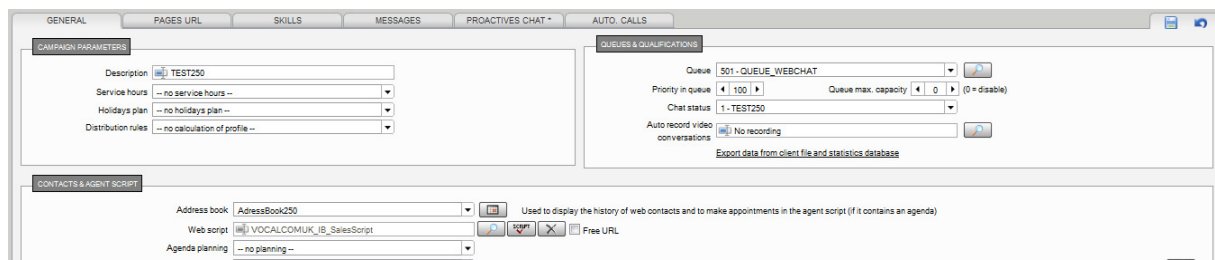 GENERAL PAGES URL SKILLS MESSAGES PROACTIVES CHAT * AUTO. CALLS
CAMPAIGN PARAMETERS
Description TEST250
Service hours -- no service hours --
Holidays plan -- no holidays plan --
Distribution rules -- no calculation of profile --
QUEUES & QUALIFICATIONS
Queue 501 - QUEUE_WEBCHAT
Priority in queue 100 Queue max. capacity 0 (0 = disable)
Chat status 1 - TEST250
Auto record video
conversations No recording
Export data from client file and statistics database
CONTACTS & AGENT SCRIPT
Address book AdressBook250 Used to display the history of web contacts and to make appointments in the agent script (if it contains an agenda)
Web script VOCALCOMUK_IB_SalesScript SCRIPT Free URL
Agenda planning -- no planning --